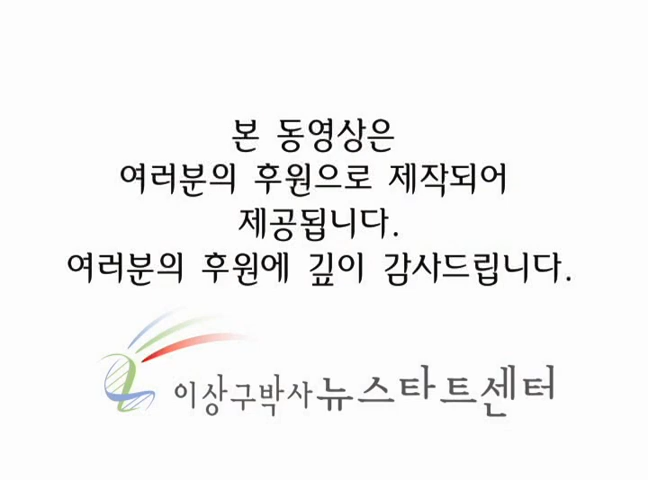 본 동영상은
여러분의 후원으로 제작되어
제공됩니다.
여러분의 후원에 깊이 감사드립니다.
이상구박사뉴스타트센터